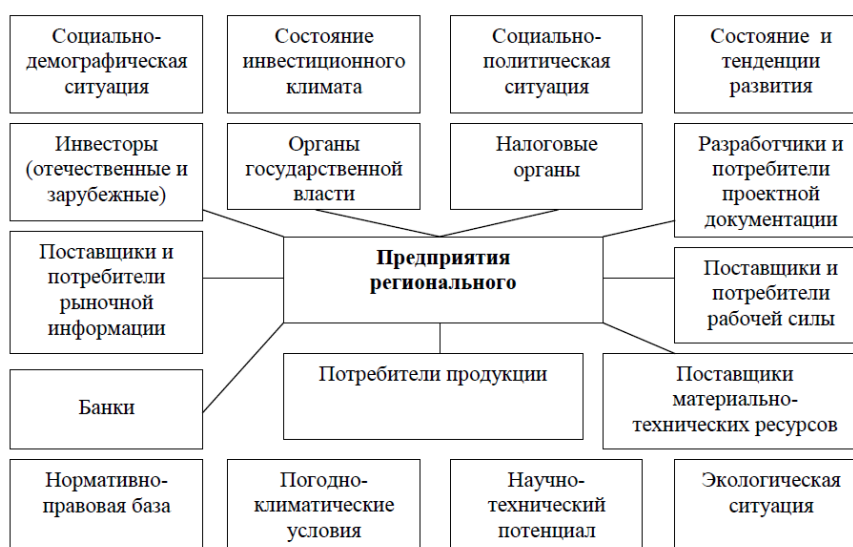 Социально-
демографическая
ситуация
Состояние
инвестиционного
климата
Социально-
политическая
ситуация
Состояние и
тенденции
развития
Инвесторы
(отечественные и
зарубежные)
Органы
государственной
власти
Налоговые
органы
Разработчики и
потребители
проектной
документации
Поставщики и
потребители
рыночной
информации
Предприятия
регионального
Поставщики и
потребители
рабочей силы
Банки
Потребители продукции
Поставщики
материально-
технических ресурсов
Нормативно-
правовая база
Погодно-
климатические
условия
Научно-
технический
потенциал
Экологическая
ситуация